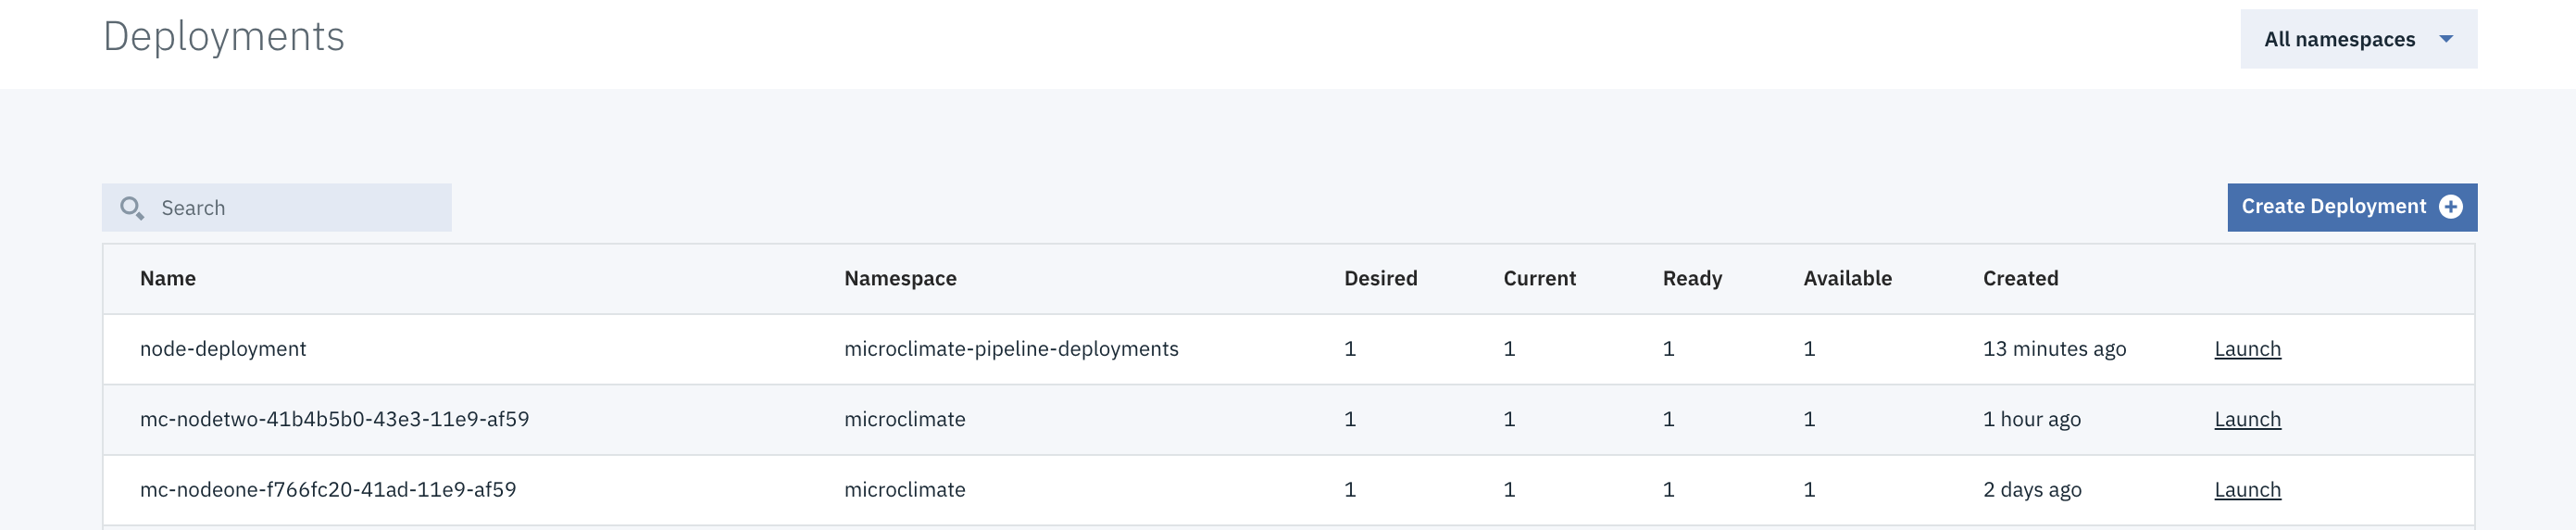 Deployments
All namespaces
Search
Create Deployment
Name Namespace Desired Current Ready Available Created
node-deployment microclimate-pipeline-deployments 1 1 1 1 13 minutes ago Launch
mc-nodetwo-41b4b5b0-43e3-11e9-af59 microclimate 1 1 1 1 1 hour ago Launch
mc-nodeone-f766fc20-41ad-11e9-af59 microclimate 1 1 1 1 2 days ago Launch